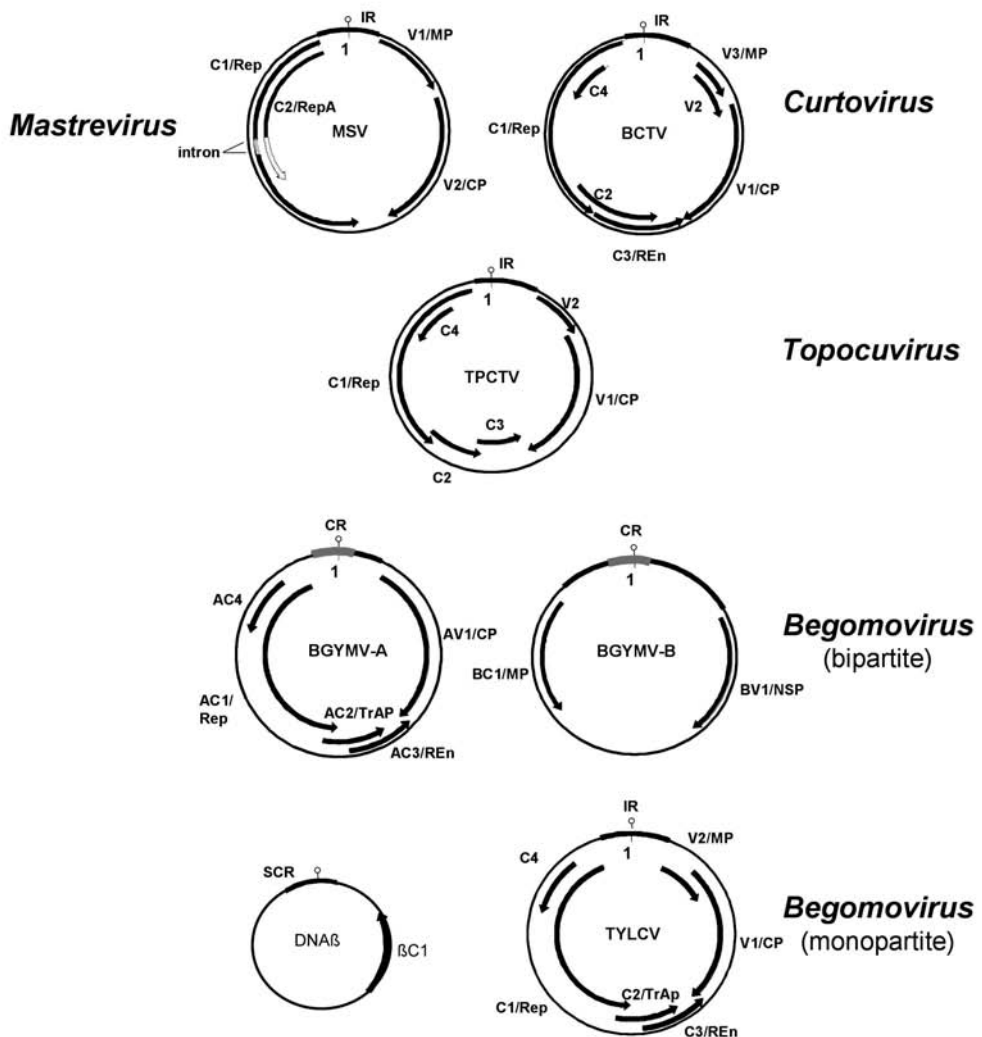 IR
1
V1/MP
C1/Rep
C2/RepA
MSV
intron
V2/CP
Mastrevirus
IR
1
V3/MP
C4
V2
C1/Rep
BCTV
C2
V1/CP
C3/REn
Curtovirus
IR
1
V2
C4
TPCTV
C1/Rep
V1/CP
C3
C2
Topocuvirus
CR
1
AC4
BGYMV-A
AV1/CP
AC1/
Rep
AC2/TrAP
AC3/REn
CR
1
BGYMV-B
BC1/MP
BV1/NSP
Begomovirus
(bipartite)
SCR
DNAß
ßC1
IR
1
V2/MP
C4
TYLCV
V1/CP
C2/TrAp
C1/Rep
C3/REn
Begomovirus
(monopartite)